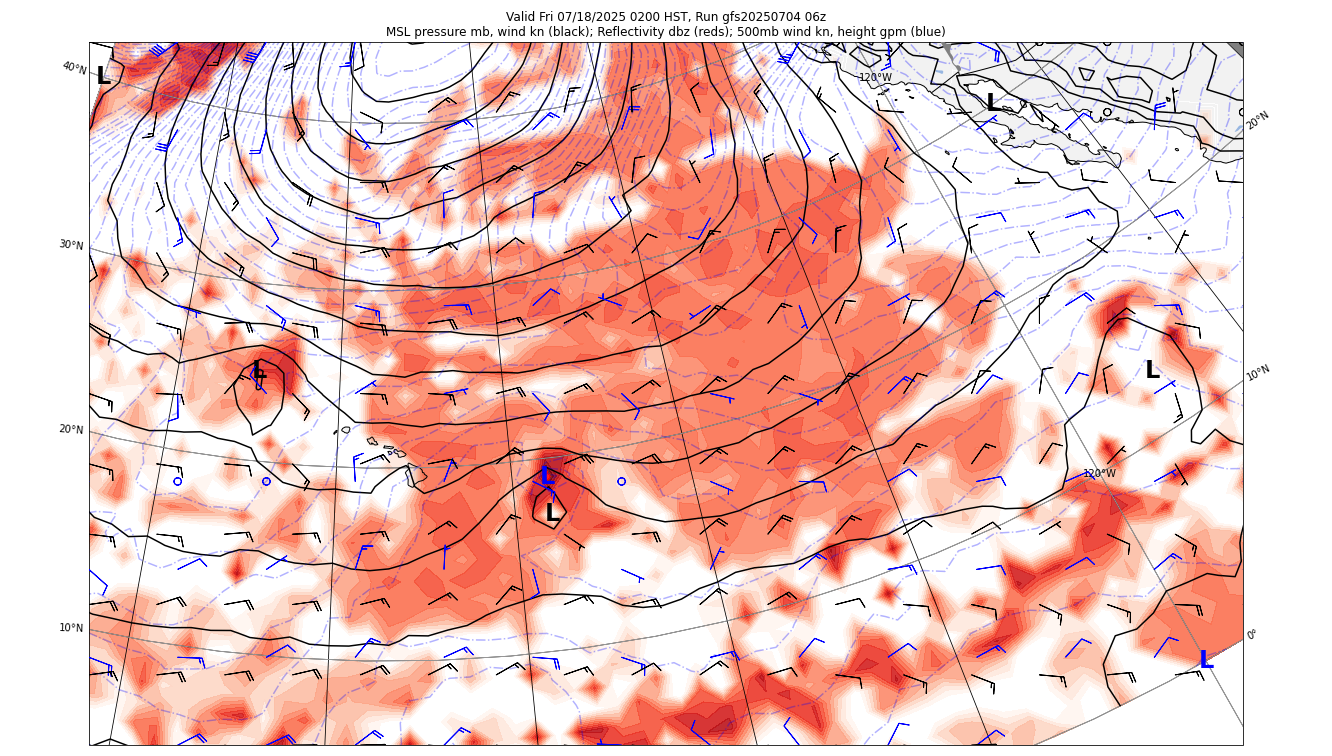 Valid Fri 07/18/2025 0200 HST, Run gfs20250704 06z
MSL pressure mb, wind kn (black); Reflectivity dbz (reds); 500mb wind kn, height gpm (blue)
40°N
L
120°W
L
20°N
30°N
L
L
10°N
20°N
L
120°W
L
10°N
0°
L